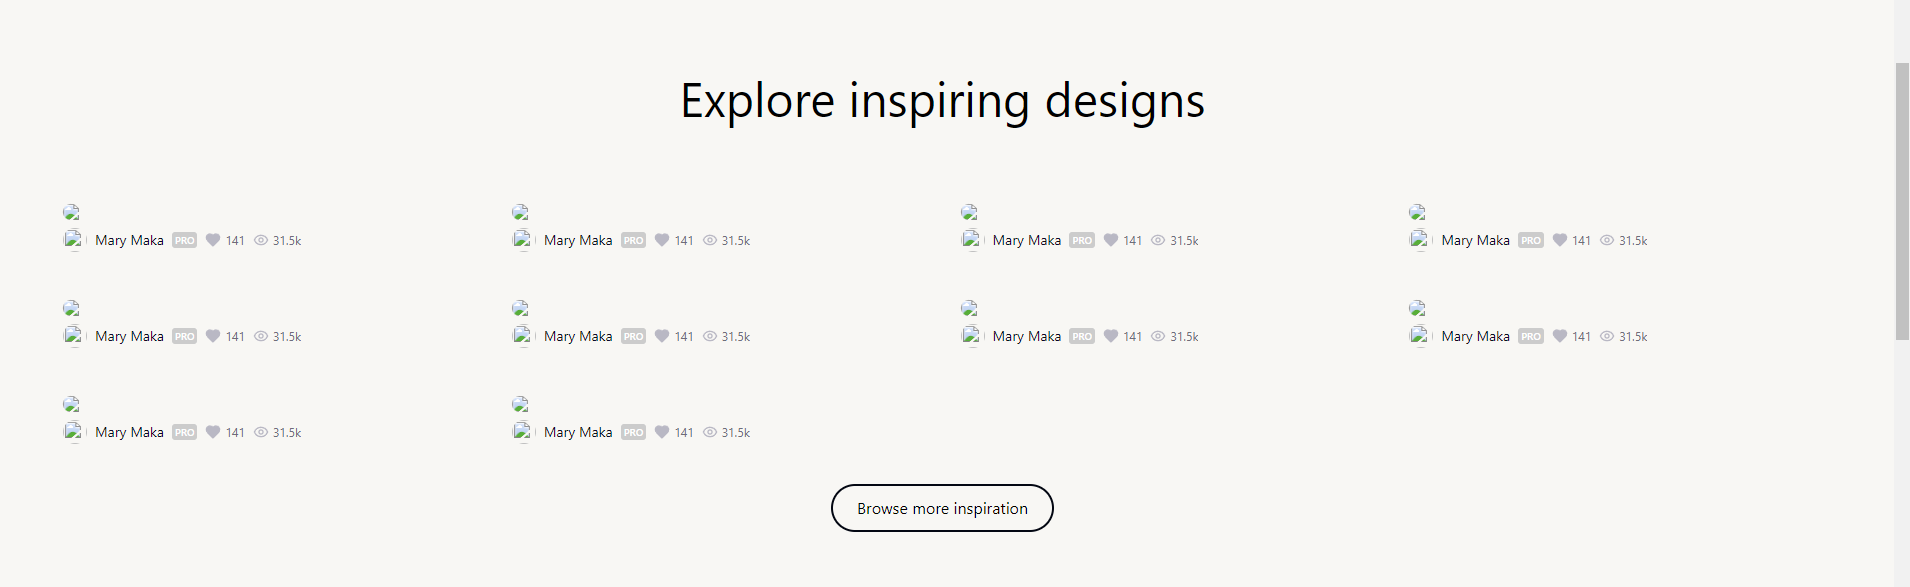 Explore inspiring designs
Mary Maka PRO 141 31.5k Mary Maka PRO 141 31.5k Mary Maka PRO 141 31.5k Mary Maka PRO 141 31.5k
Mary Maka PRO 141 31.5k Mary Maka PRO 141 31.5k Mary Maka PRO 141 31.5k Mary Maka PRO 141 31.5k
Mary Maka PRO 141 31.5k Mary Maka PRO 141 31.5k
Browse more inspiration